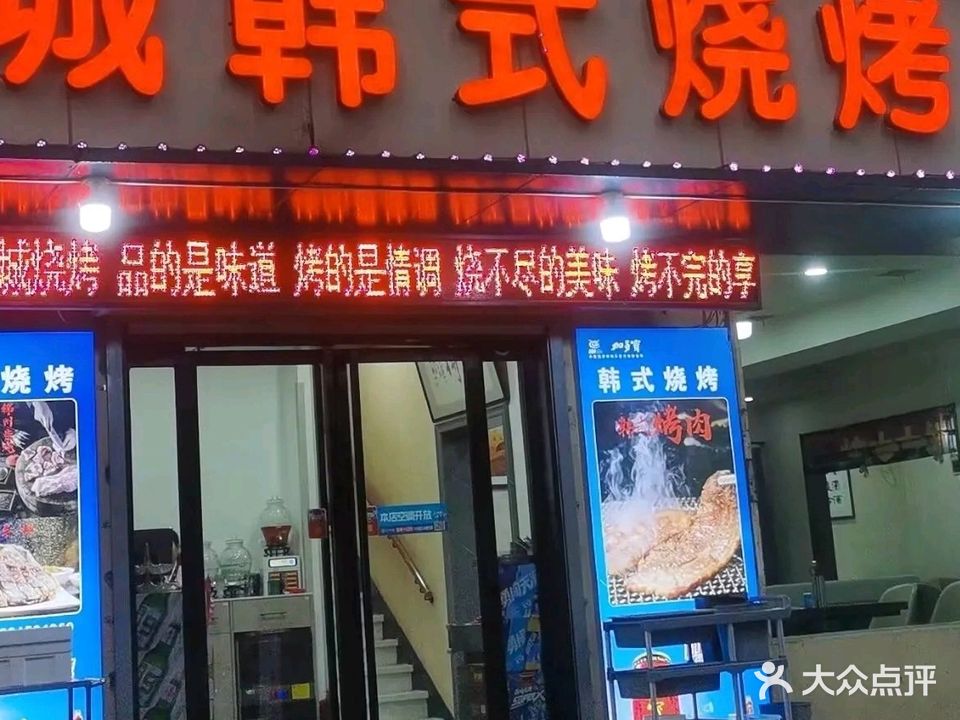 城韩式烧烤
城烧烤 品的是味道 烤的是情调 烧不尽的美味 烤不完的享
烧烤
韩式烧烤
烤肉
本店空调开放
大众点评